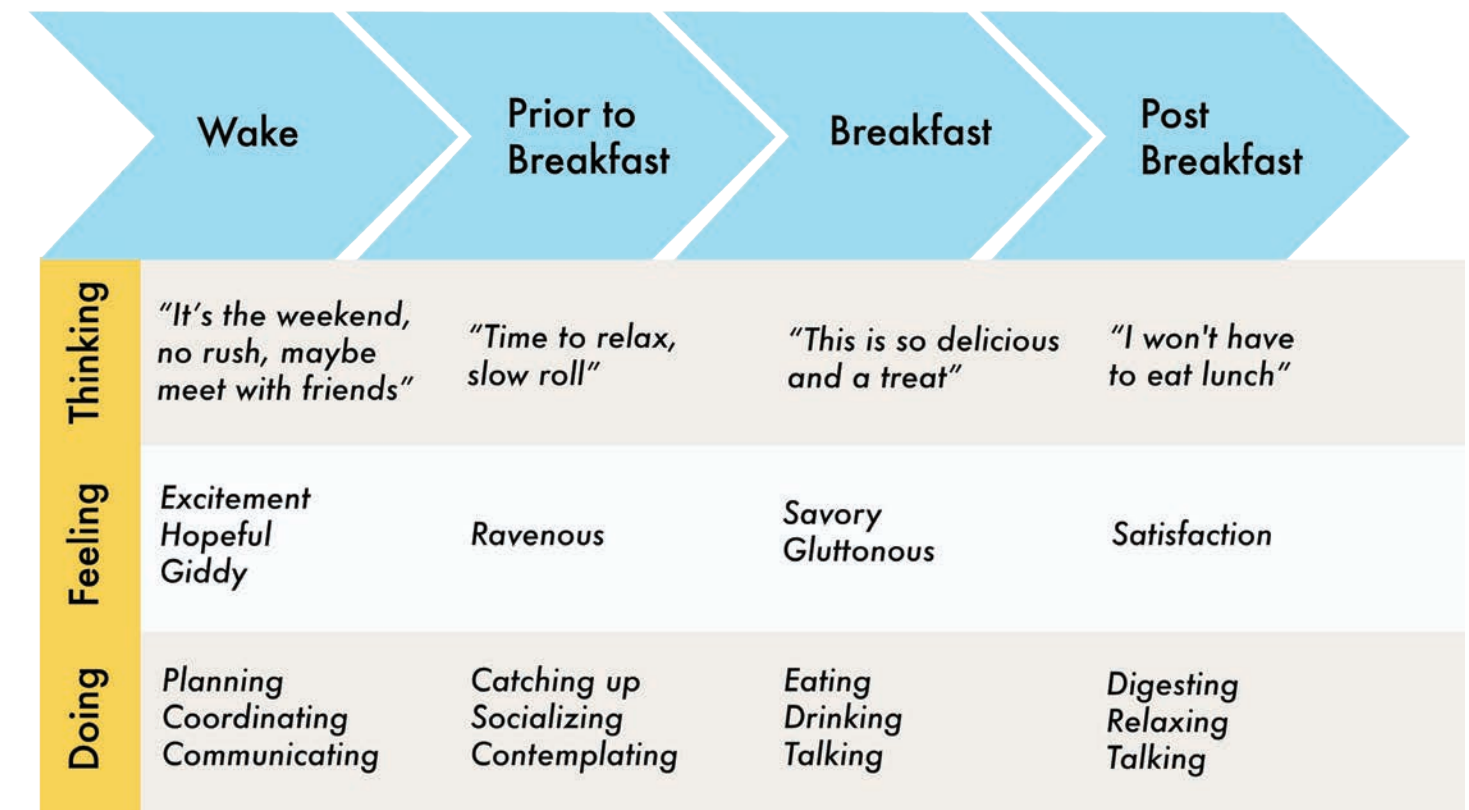 Wake
Prior to
Breakfast
Breakfast
Post
Breakfast
Thinking
“It’s the weekend,
no rush, maybe
meet with friends”
“Time to relax,
slow roll”
“This is so delicious
and a treat”
“I won't have
to eat lunch”
Feeling
Excitement
Hopeful
Giddy
Ravenous
Savory
Gluttonous
Satisfaction
Doing
Planning
Coordinating
Communicating
Catching up
Socializing
Contemplating
Eating
Drinking
Talking
Digesting
Relaxing
Talking